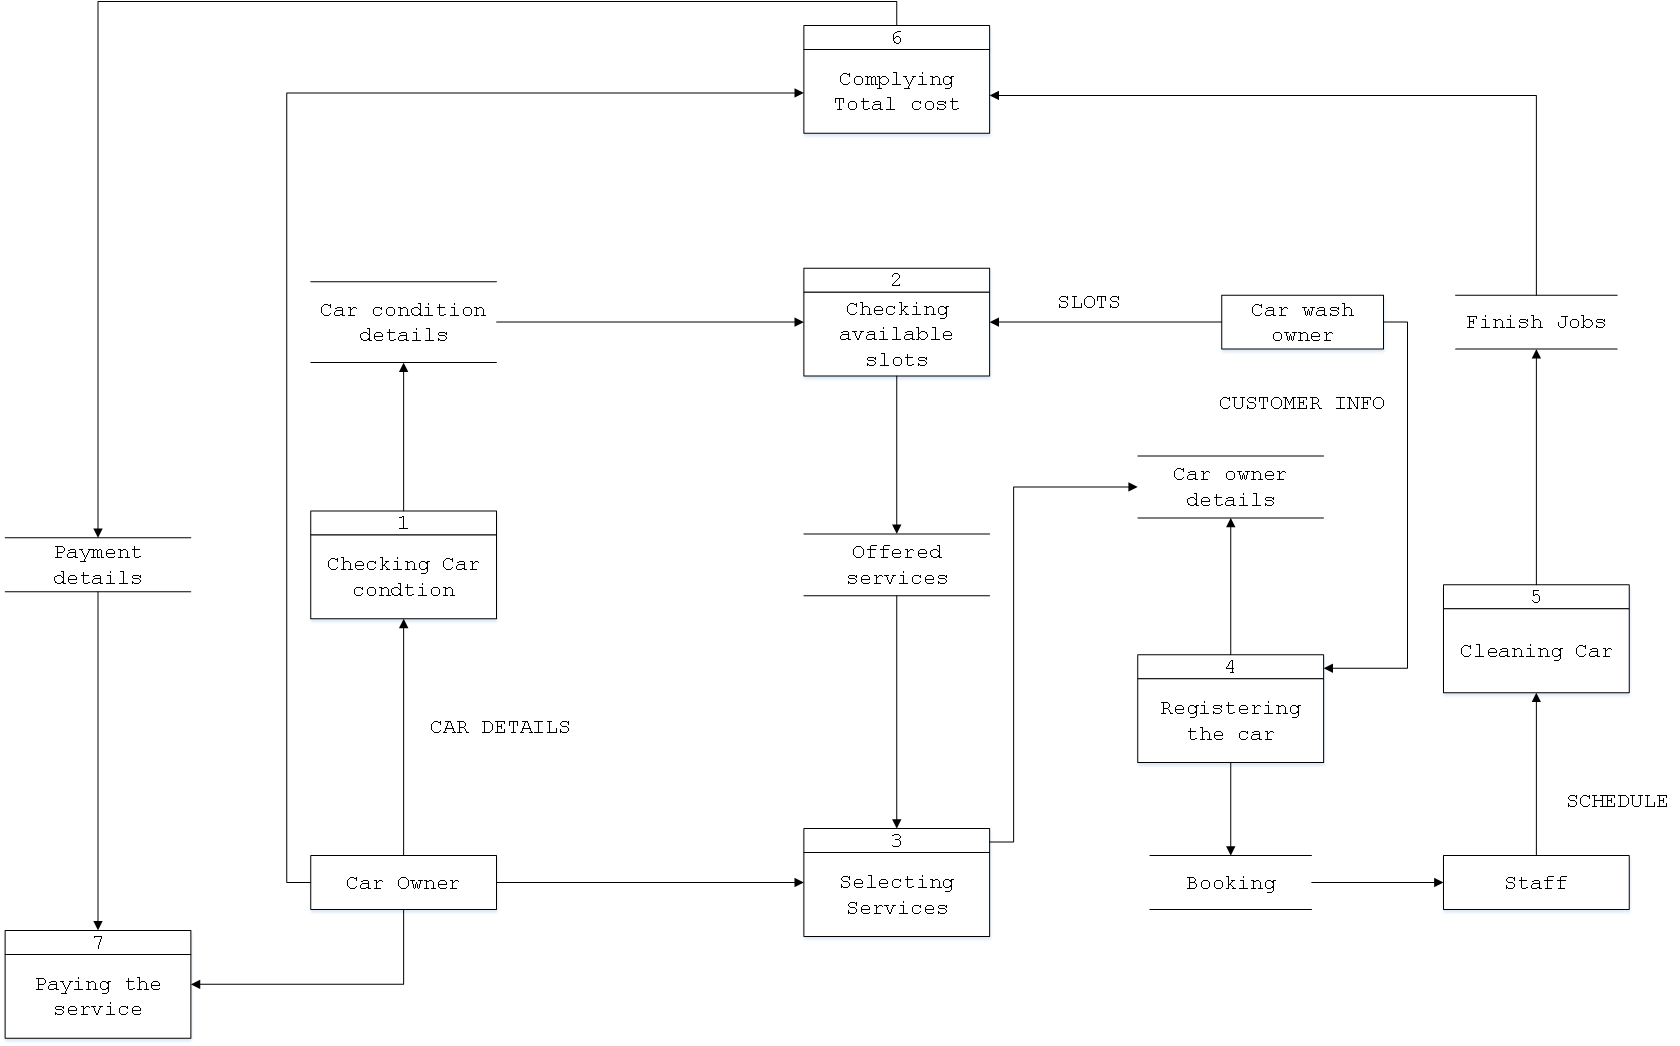 6
Complying
Total cost
2
Checking
available
slots
SLOTS
Car wash
owner
Car condition
details
Finish Jobs
CUSTOMER INFO
Car owner
details
1
Checking Car
condtion
Payment
details
Offered
services
5
Cleaning Car
4
Registering
the car
CAR DETAILS
SCHEDULE
3
Selecting
Services
Car Owner
Booking
Staff
7
Paying the
service